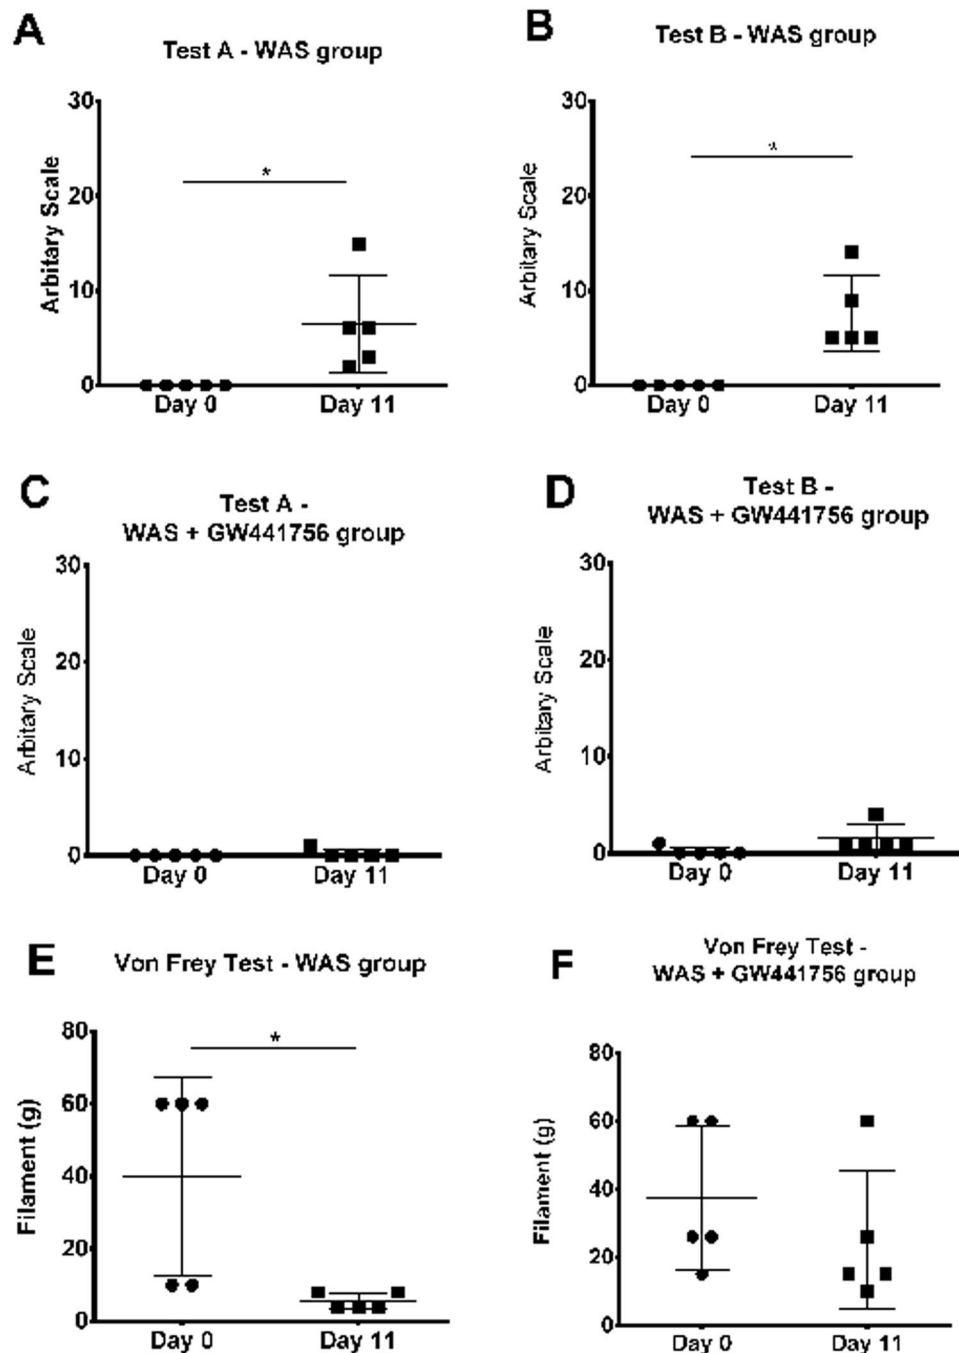 A
Test A - WAS group
Arbitary Scale
30
20
10
0
*
Day 0
Day 11
B
Test B - WAS group
Arbitary Scale
30
20
10
0
*
Day 0
Day 11
C
Test A -
WAS + GW441756 group
Arbitary Scale
30
20
10
0
Day 0
Day 11
D
Test B -
WAS + GW441756 group
Arbitary Scale
30
20
10
0
Day 0
Day 11
E
Von Frey Test - WAS group
Filament (g)
80
60
40
20
0
*
Day 0
Day 11
F
Von Frey Test -
WAS + GW441756 group
Filament (g)
80
60
40
20
0
Day 0
Day 11